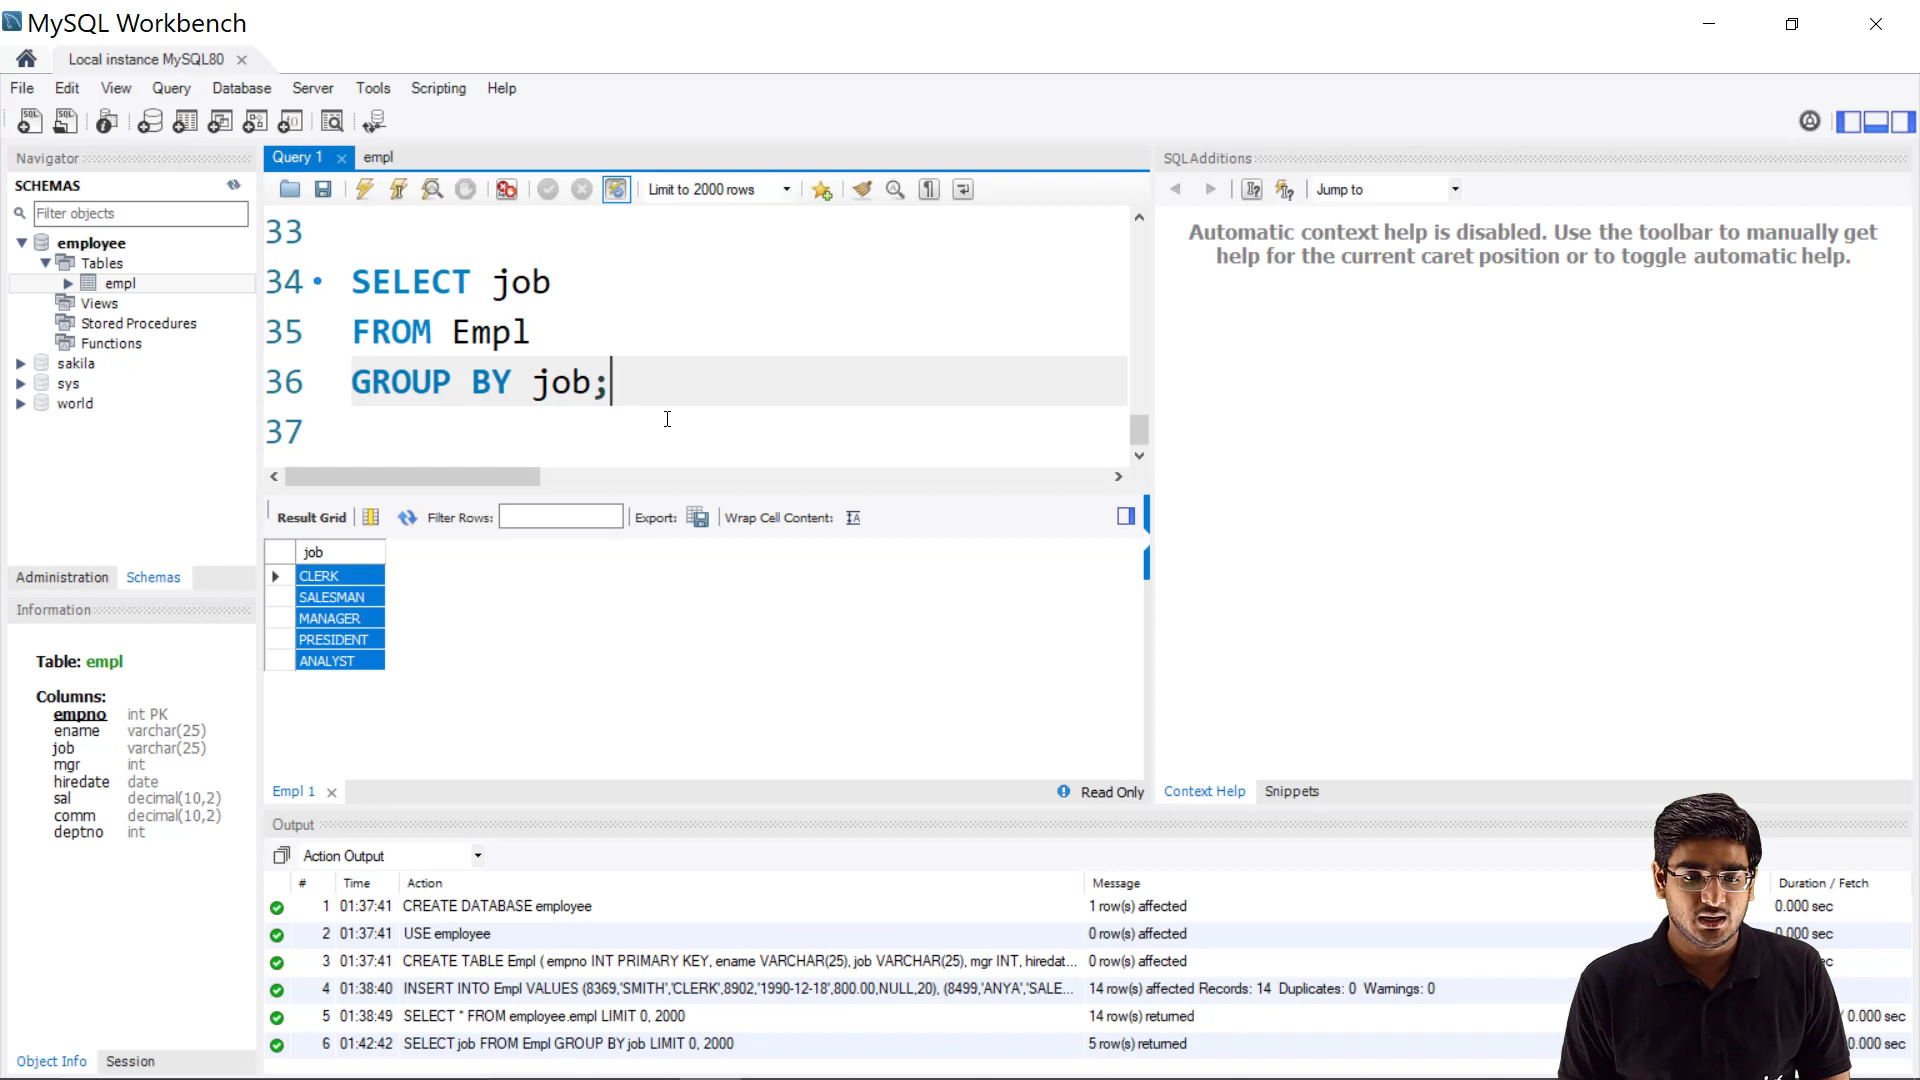 MySQL Workbench
Local instance MySQL80
File Edit View Query Database Server Tools Scripting Help
Navigator
SCHEMAS
Filter objects
employee
Tables
empl
Views
Stored Procedures
Functions
sakila
sys
world
Administration Schemas
Information
Table: empl
Columns:
empno int PK
ename varchar(25)
job varchar(25)
mgr int
hiredate date
sal decimal(10,2)
comm decimal(10,2)
deptno int
Object Info Session
Query 1 empl
Limit to 2000 rows
33
34 SELECT job
35 FROM Empl
36 GROUP BY job;
37
Result Grid Filter Rows: Export: Wrap Cell Content:
job
CLERK
SALESMAN
MANAGER
PRESIDENT
ANALYST
Empl 1 Read Only
SQLAdditions
Jump to
Automatic context help is disabled. Use the toolbar to manually get
help for the current caret position or to toggle automatic help.
Context Help Snippets
Output
Action Output
# Time Action Message Duration / Fetch
1 01:37:41 CREATE DATABASE employee 1 row(s) affected 0.000 sec
2 01:37:41 USE employee 0 row(s) affected 0.000 sec
3 01:37:41 CREATE TABLE Empl ( empno INT PRIMARY KEY, ename VARCHAR(25), job VARCHAR(25), mgr INT, hiredat... 0 row(s) affected
4 01:38:40 INSERT INTO Empl VALUES (8369,'SMITH','CLERK',8902,'1990-12-18',800.00,NULL,20), (8499,'ANYA','SALE... 14 row(s) affected Records: 14 Duplicates: 0 Warnings: 0
5 01:38:49 SELECT * FROM employee.empl LIMIT 0, 2000 14 row(s) returned / 0.000 sec
6 01:42:42 SELECT job FROM Empl GROUP BY job LIMIT 0, 2000 5 row(s) returned 0.000 sec